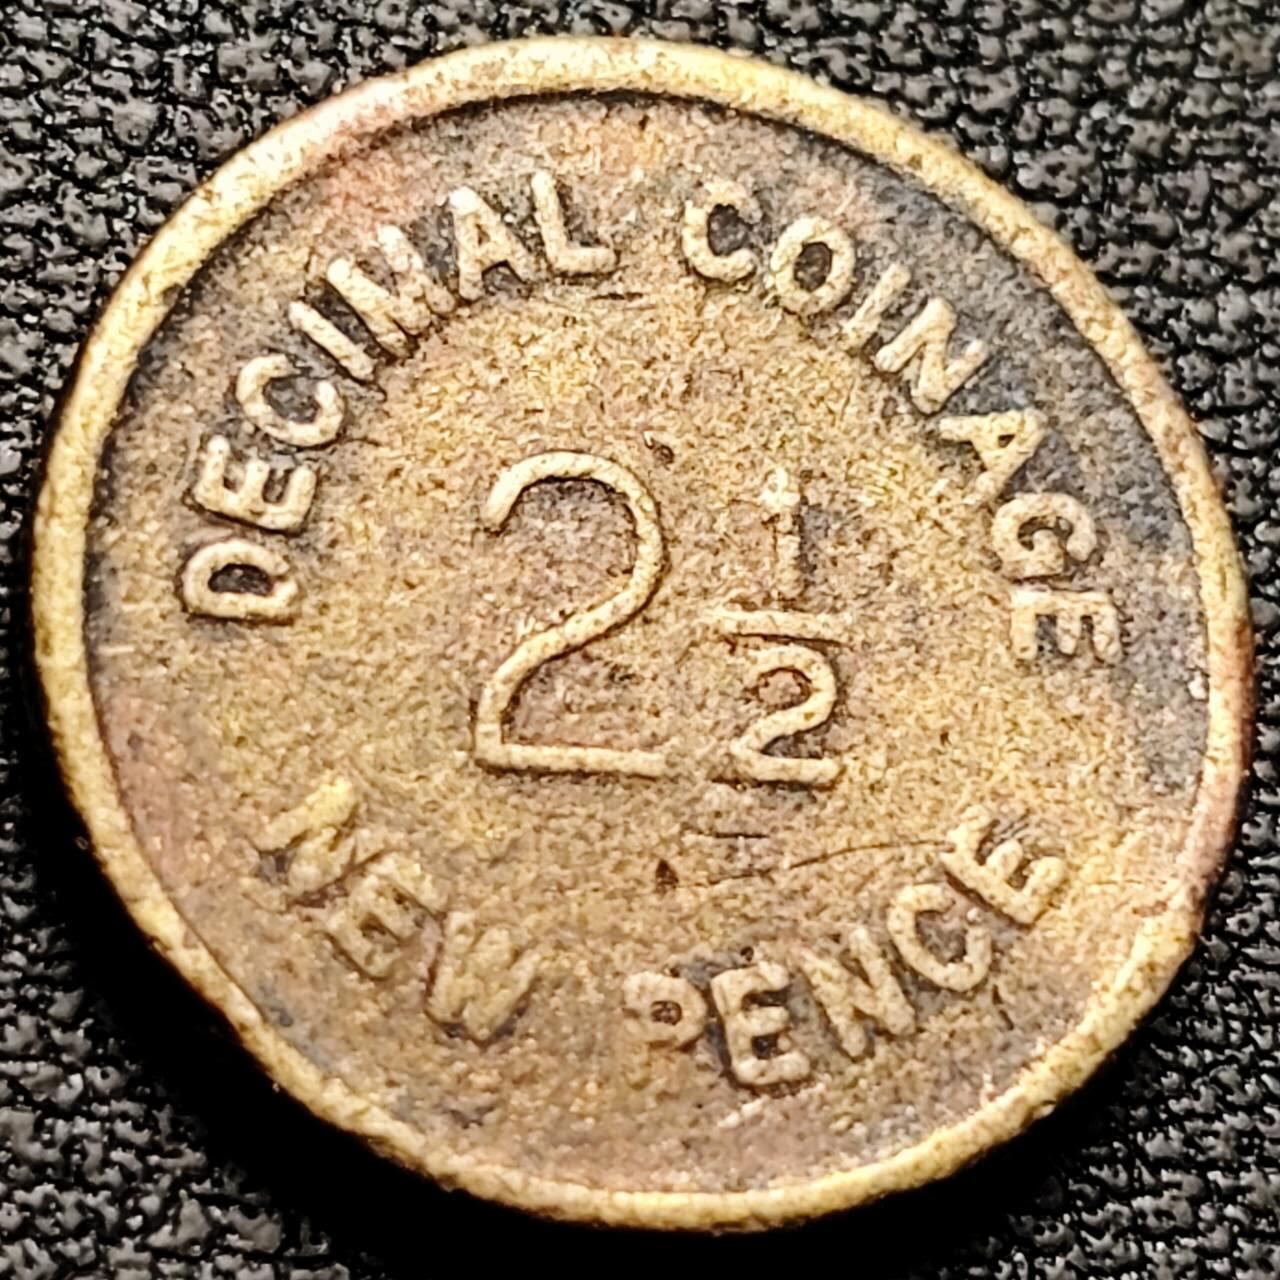 DECIMAL COINAGE
2 1/2
NEW PENCE